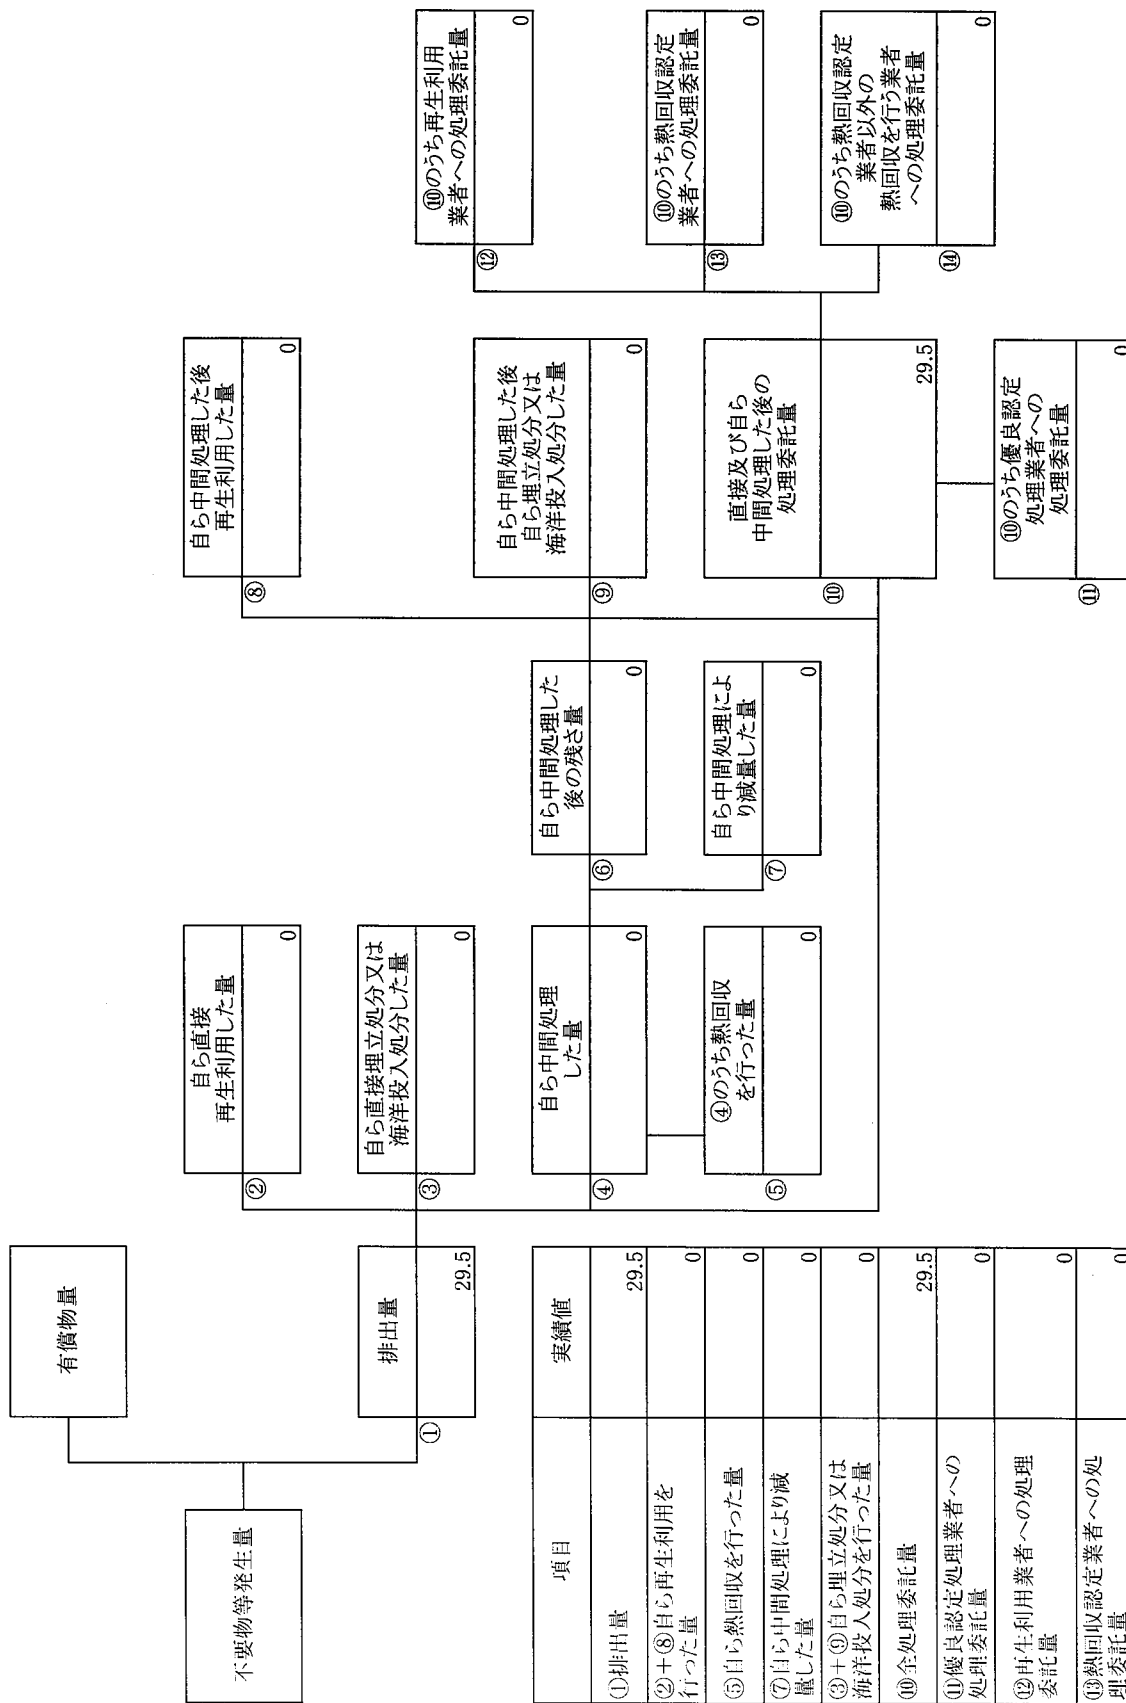 不要物等発生量
有償物量
排出量
①
29.5
自ら直接
再生利用した量
②
0
自ら直接埋立処分又は
海洋投入処分した量
③
0
自ら中間処理
した量
④
0
④のうち熱回収
を行った量
⑤
0
自ら中間処理した
後の残さ量
⑥
0
自ら中間処理によ
り減量した量
⑦
0
自ら中間処理した後
再生利用した量
⑧
0
自ら中間処理した後
自ら埋立処分又は
海洋投入処分した量
⑨
0
直接及び自ら
中間処理した後の
処理委託量
⑩
29.5
⑩のうち優良認定
処理業者への
処理委託量
⑪
0
⑩のうち再生利用
業者への処理委託量
⑫
0
⑩のうち熱回収認定
業者への処理委託量
⑬
0
⑩のうち熱回収認定
業者以外の
熱回収を行う業者
への処理委託量
⑭
0
項目 実績値
①排出量 29.5
②+⑧自ら再生利用を
行った量 0
⑤自ら熱回収を行った量 0
⑦自ら中間処理により減
量した量 0
③+⑨自ら埋立処分又は
海洋投入処分を行った量 0
⑩全処理委託量 29.5
⑪優良認定処理業者への
処理委託量 0
⑫再生利用業者への処理
委託量 0
⑬熱回収認定業者への処
理委託量 0